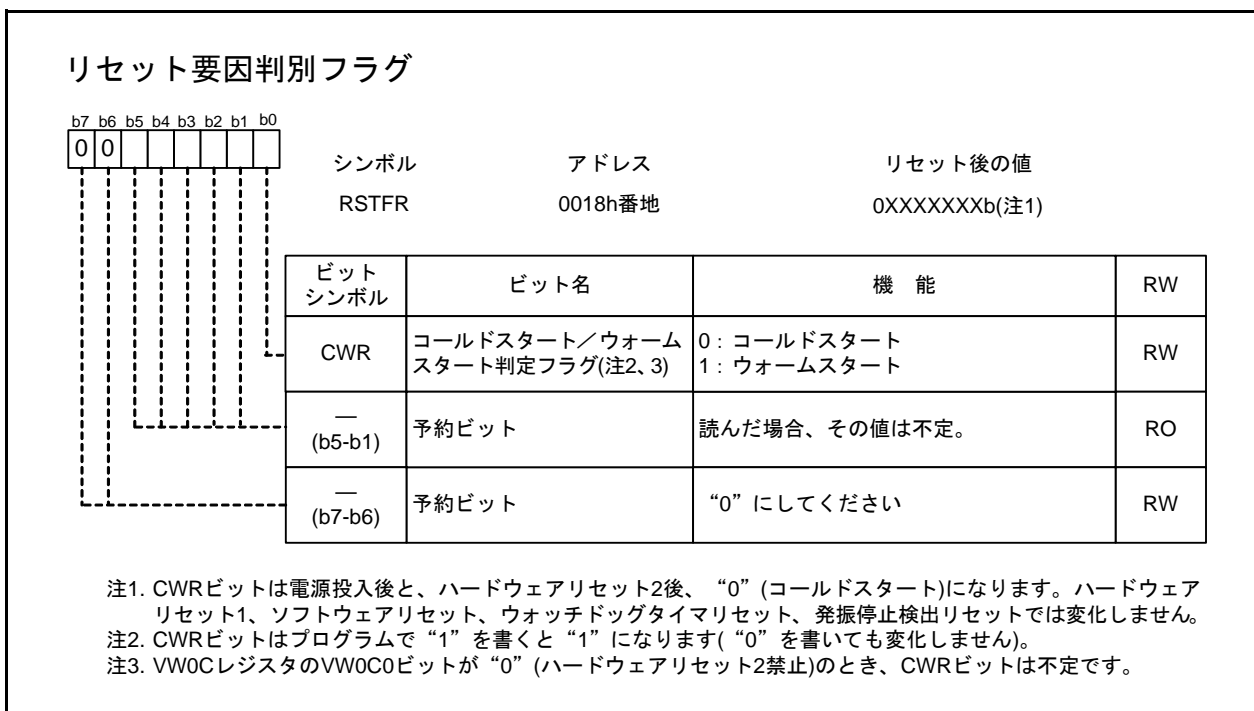 リセット要因判別フラグ
b7 b6 b5 b4 b3 b2 b1 b0
0 0
シンボル アドレス リセット後の値
RSTFR 0018h番地 0XXXXXXXb(注1)
ビット
シンボル ビット名 機 能 RW
CWR コールドスタート／ウォーム
スタート判定フラグ(注2、3) 0 : コールドスタート
1 : ウォームスタート RW
—
(b5-b1) 予約ビット 読んだ場合、その値は不定。 RO
—
(b7-b6) 予約ビット “0”にしてください RW
注1. CWRビットは電源投入後と、ハードウェアリセット2後、“0”(コールドスタート)になります。ハードウェア
リセット1、ソフトウェアリセット、ウォッチドッグタイマリセット、発振停止検出リセットでは変化しません。
注2. CWRビットはプログラムで“1”を書くと“1”になります(“0”を書いても変化しません)。
注3. VW0CレジスタのVW0C0ビットが“0”(ハードウェアリセット2禁止)のとき、CWRビットは不定です。